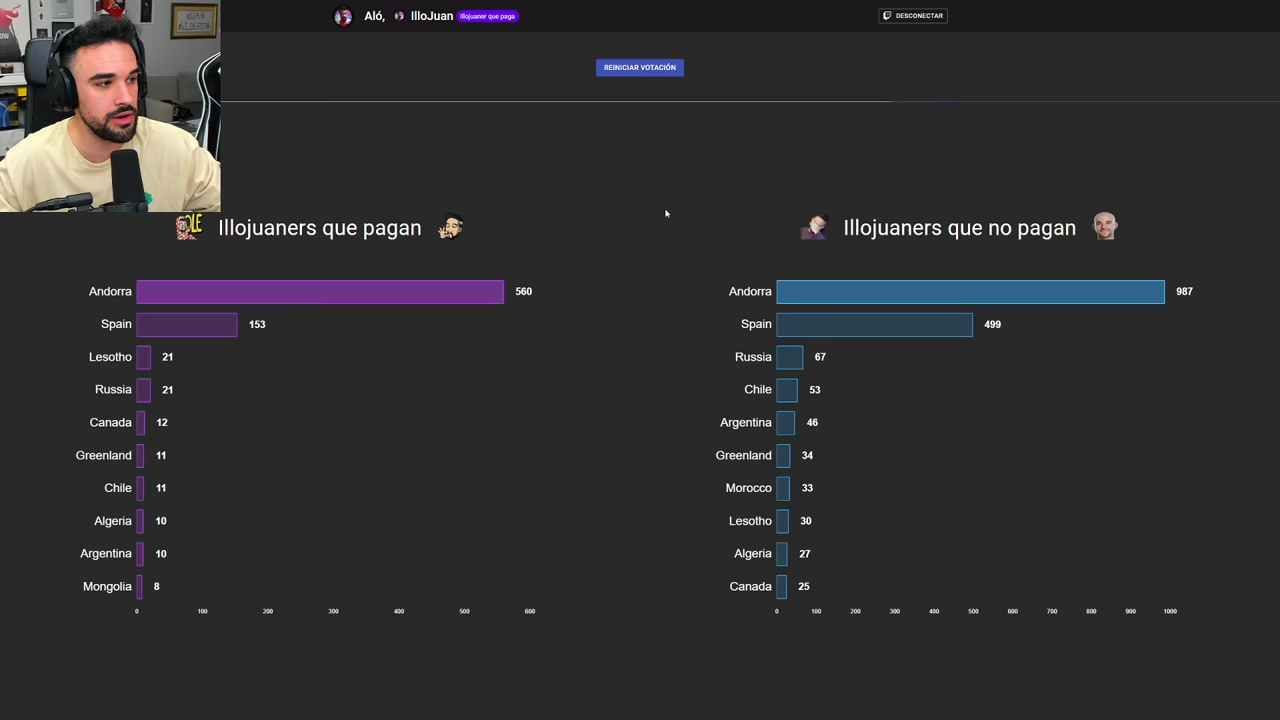 Aló, IlloJuan Illojuaner que paga
DESCONECTAR
REINICIAR VOTACIÓN
OLE
Illojuaners que pagan
Andorra 560
Spain 153
Lesotho 21
Russia 21
Canada 12
Greenland 11
Chile 11
Algeria 10
Argentina 10
Mongolia 8
0 100 200 300 400 500 600
Illojuaners que no pagan
Andorra 987
Spain 499
Russia 67
Chile 53
Argentina 46
Greenland 34
Morocco 33
Lesotho 30
Algeria 27
Canada 25
0 100 200 300 400 500 600 700 800 900 1000